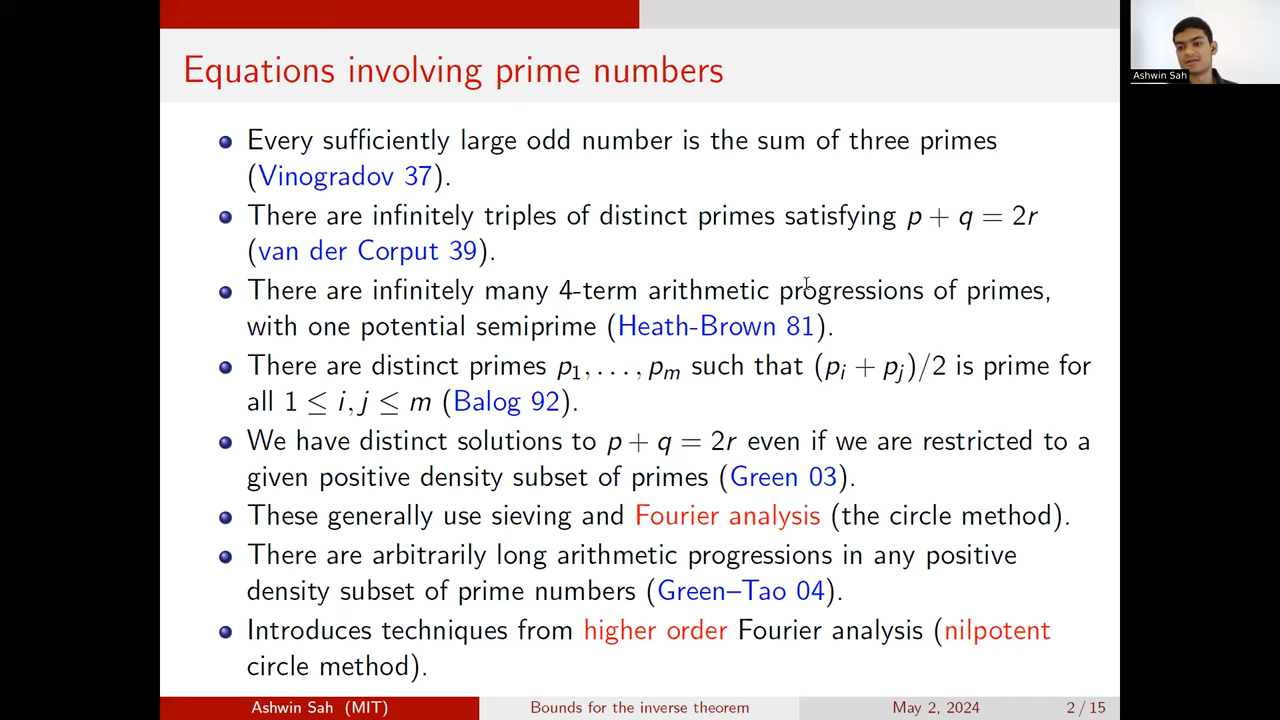 Ashwin Sah
Equations involving prime numbers
Every sufficiently large odd number is the sum of three primes
(Vinogradov 37).
There are infinitely triples of distinct primes satisfying p + q = 2r
(van der Corput 39).
There are infinitely many 4-term arithmetic progressions of primes,
with one potential semiprime (Heath-Brown 81).
There are distinct primes p₁, . . . , pₘ such that (pᵢ + pⱼ)/2 is prime for
all 1 ≤ i, j ≤ m (Balog 92).
We have distinct solutions to p + q = 2r even if we are restricted to a
given positive density subset of primes (Green 03).
These generally use sieving and Fourier analysis (the circle method).
There are arbitrarily long arithmetic progressions in any positive
density subset of prime numbers (Green–Tao 04).
Introduces techniques from higher order Fourier analysis (nilpotent
circle method).
Ashwin Sah (MIT) Bounds for the inverse theorem May 2, 2024 2 / 15